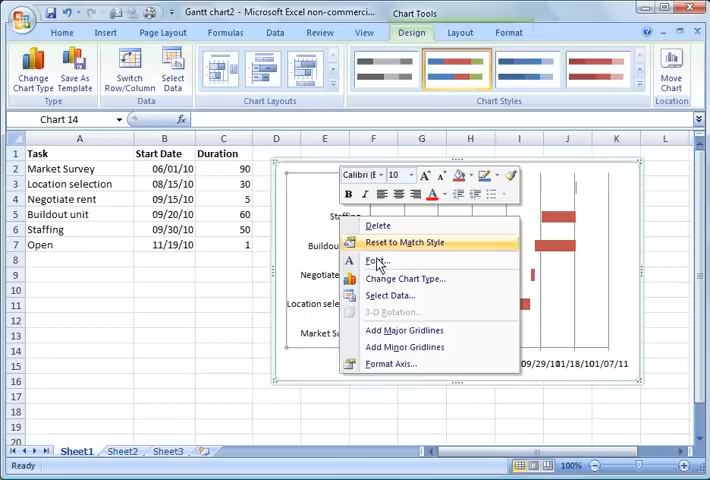 Gantt chart2 - Microsoft Excel non-commerci...
Chart Tools
Home Insert Page Layout Formulas Data Review View Design Layout Format
Change Chart Type
Save As Template
Switch Row/Column
Select Data
Move Chart
Type Data Chart Layouts Chart Styles Location
Chart 14 fx
A B C D E F G H I J K L
1 Task Start Date Duration
2 Market Survey 06/01/10 90
3 Location selection 08/15/10 30
4 Negotiate rent 09/15/10 5
5 Buildout unit 09/20/10 60
6 Staffing 09/30/10 50
7 Open 11/19/10 1
8
9
10
11
12
13
14
15
16
17
18
19
20
Calibri (E 10 A A
B I A
Staffing
Buildou
Negotiate
Location sele
Market Sur
09/29/10 11/18/10 01/07/11
Delete
Reset to Match Style
Font...
Change Chart Type...
Select Data...
3-D Rotation...
Add Major Gridlines
Add Minor Gridlines
Format Axis...
Sheet1 Sheet2 Sheet3
Ready 100%